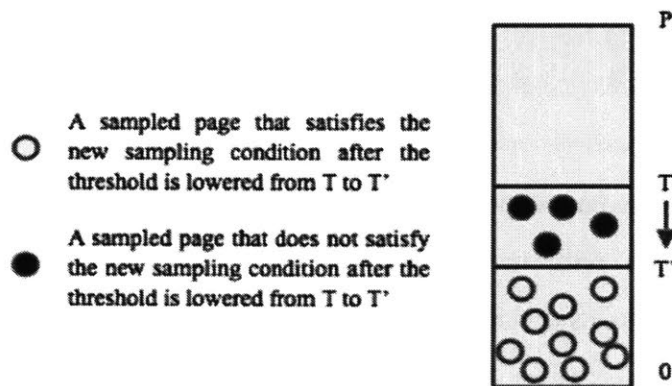 P
A sampled page that satisfies the
new sampling condition after the
threshold is lowered from T to T'
T
A sampled page that does not satisfy
the new sampling condition after the
threshold is lowered from T to T'
T'
0